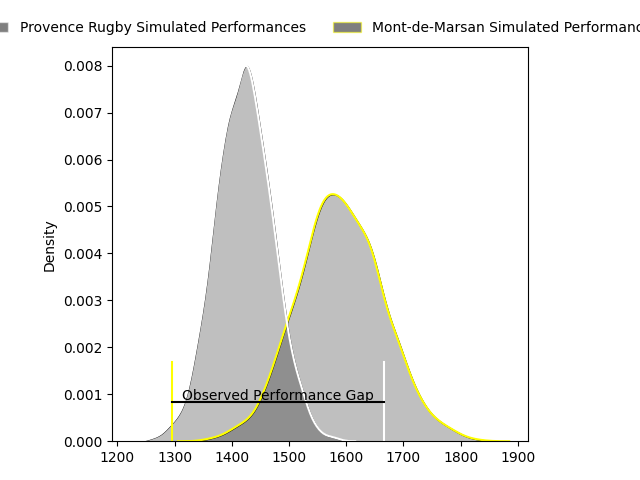 Provence Rugby Simulated Performances
Mont-de-Marsan Simulated
0.008
0.007
0.006
0.005
0.004
0.003
0.002
0.001
0.000
Density
Observed Performance Gap
1200 1300 1400 1500 1600 1700 1800 1900